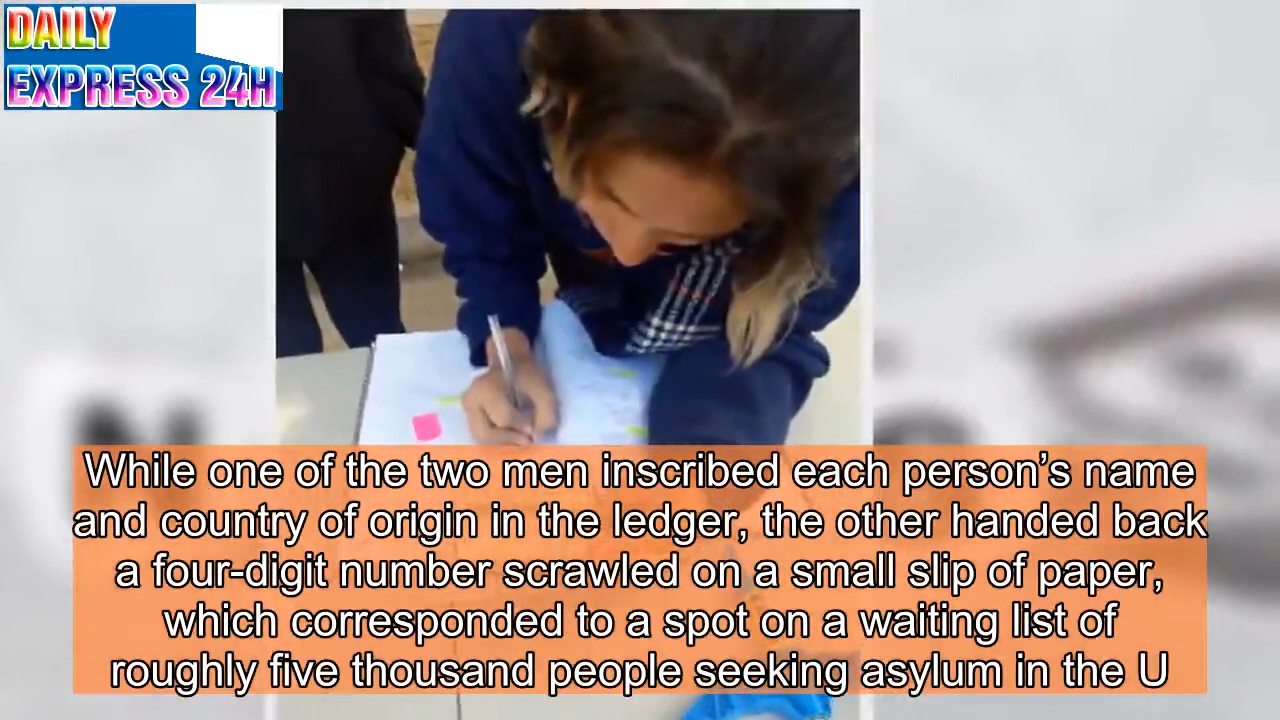 DAILY
EXPRESS 24H
While one of the two men inscribed each person’s name
and country of origin in the ledger, the other handed back
a four-digit number scrawled on a small slip of paper,
which corresponded to a spot on a waiting list of
roughly five thousand people seeking asylum in the U